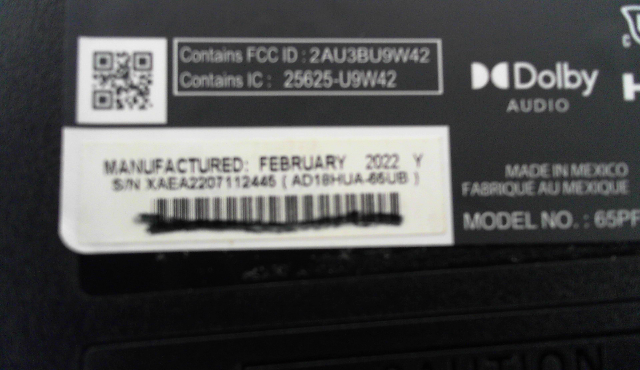 Contains FCC ID : 2AU3BU9W42
Contains IC : 25625-U9W42
Dolby
AUDIO
MANUFACTURED: FEBRUARY 2022 Y
S/N XAEA2207112445 ( AD18HUA-65UB )
MADE IN MEXICO
FABRIQUÉ AU MEXIQUE
MODEL NO. : 65PF
CAUTION